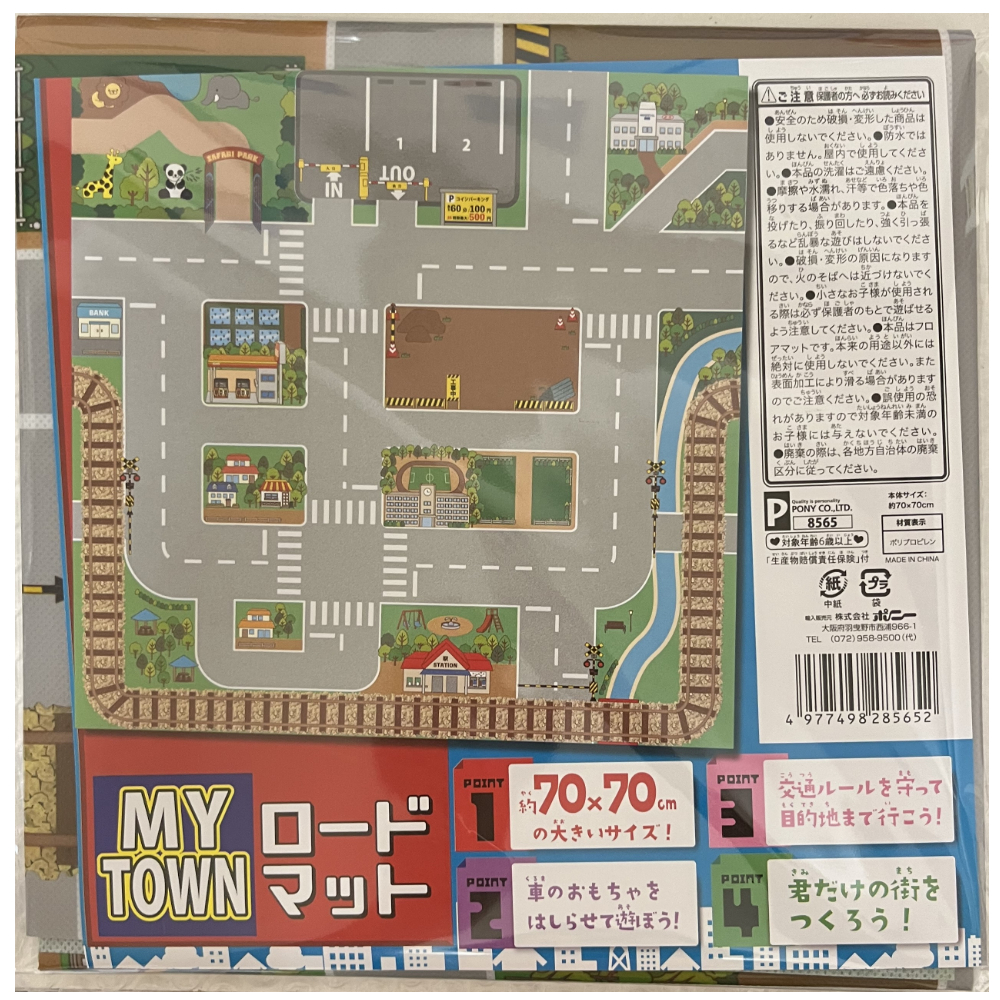 SAFARI PARK
1
2
入口
IN
OUT
出口
P コインパーキング
160分 100円
500円
BANK
工事中
駅
STATION
⚠ご注意 保護者の方へ必ずお読みください
●安全のため破損・変形した商品は
使用しないでください。●防水では
ありません。屋内で使用してくださ
い。●本品の洗濯はご遠慮ください。
●摩擦や水濡れ、汗等で色落ちや色
移りする場合があります。●本品を
投げたり、振り回したり、強く引っ張
るなど乱暴な遊びはしないでくださ
い。●破損・変形の原因になります
ので、火のそばへは近づけないでく
ださい。●小さなお子様が使用され
る際は必ず保護者のもとで遊ばせる
よう注意してください。●本品はフロ
アマットです。本来の用途以外には
絶対に使用しないでください。また
表面加工により滑る場合があります
のでご注意ください。●誤使用の恐
れがありますので対象年齢未満の
お子様には与えないでください。
●廃棄の際は、各地方自治体の廃棄
区分に従ってください。
P Quality is personality
PONY CO.,LTD.
8565
本体サイズ:
約70×70cm
材質表示
ポリプロピレン
♥対象年齢6歳以上♥
MADE IN CHINA
「生産物賠償責任保険」付
紙 プラ
中紙 袋
輸入販売元 株式会社 ポニー
大阪府羽曳野市西浦966-1
TEL (072)958-9500(代)
4 977498 285652
MY
TOWN
ロード
マット
POINT
1
約70×70cm
の大きいサイズ!
POINT
2
車のおもちゃを
はしらせて遊ぼう!
POINT
3
交通ルールを守って
目的地まで行こう!
POINT
4
君だけの街を
つくろう!